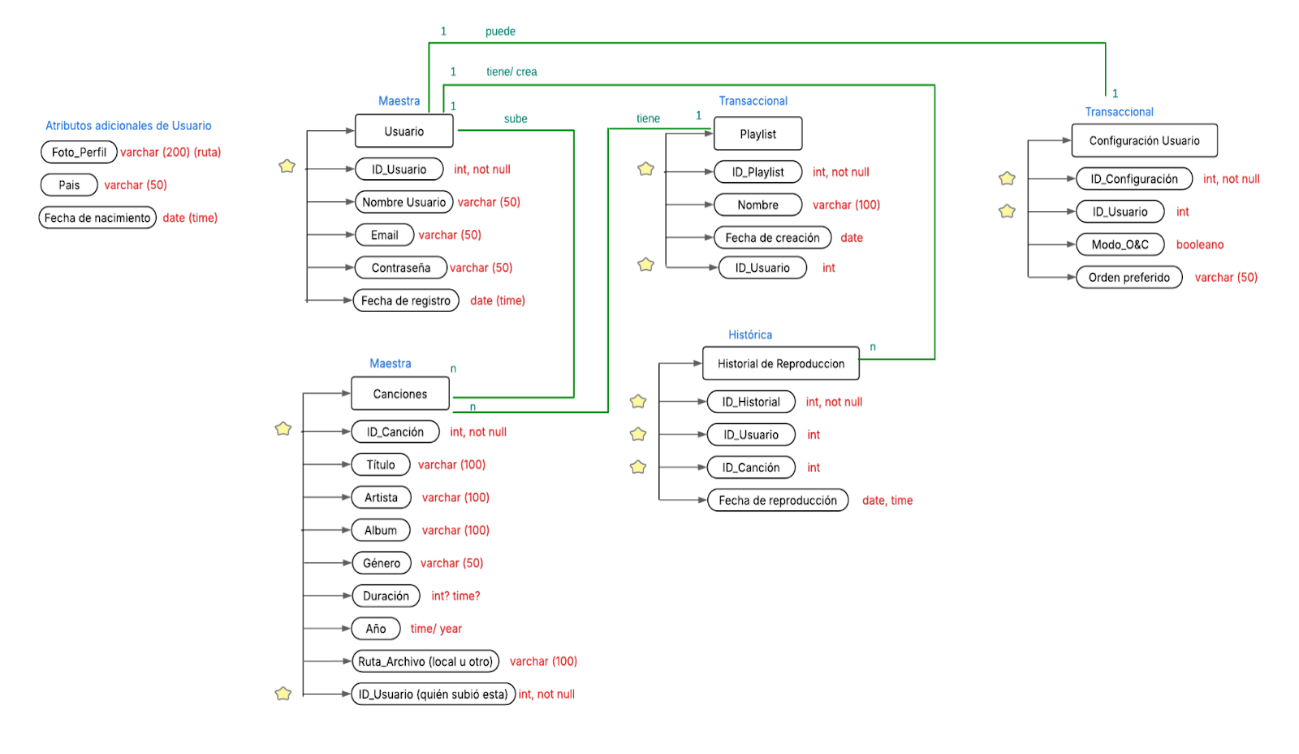 1 puede
1 tiene/ crea
1
sube
tiene 1
1
Atributos adicionales de Usuario
Foto_Perfil varchar (200) (ruta)
Pais varchar (50)
Fecha de nacimiento date (time)
Maestra
Usuario
ID_Usuario int, not null
Nombre Usuario varchar (50)
Email varchar (50)
Contraseña varchar (50)
Fecha de registro date (time)
Transaccional
Playlist
ID_Playlist int, not null
Nombre varchar (100)
Fecha de creación date
ID_Usuario int
Transaccional
Configuración Usuario
ID_Configuración int, not null
ID_Usuario int
Modo_O&C booleano
Orden preferido varchar (50)
Maestra
n
Canciones
n
ID_Canción int, not null
Título varchar (100)
Artista varchar (100)
Album varchar (100)
Género varchar (50)
Duración int? time?
Año time/ year
Ruta_Archivo (local u otro) varchar (100)
ID_Usuario (quién subió esta) int, not null
Histórica
n
Historial de Reproduccion
ID_Historial int, not null
ID_Usuario int
ID_Canción int
Fecha de reproducción date, time